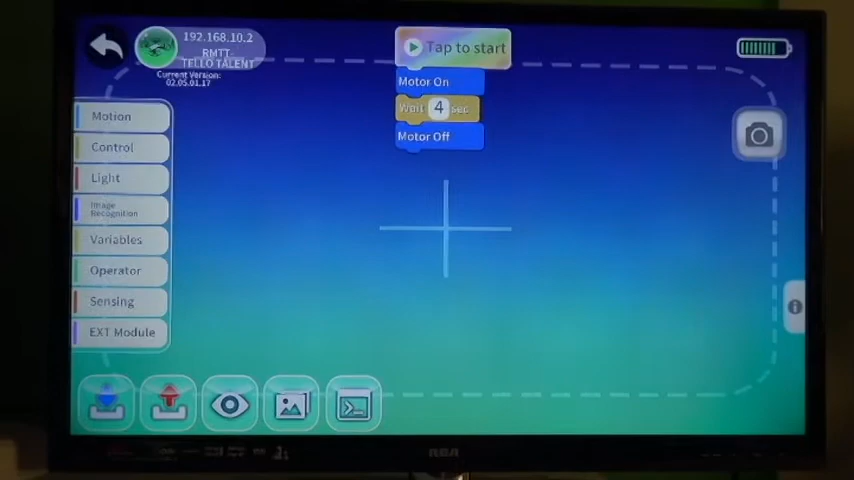 192.168.10.2
RMTT-
TELLO TALENT
Current Version:
02.05.01.17
Tap to start
Motor On
Wait 4 sec
Motor Off
Motion
Control
Light
Image
Recognition
Variables
Operator
Sensing
EXT Module
RCA